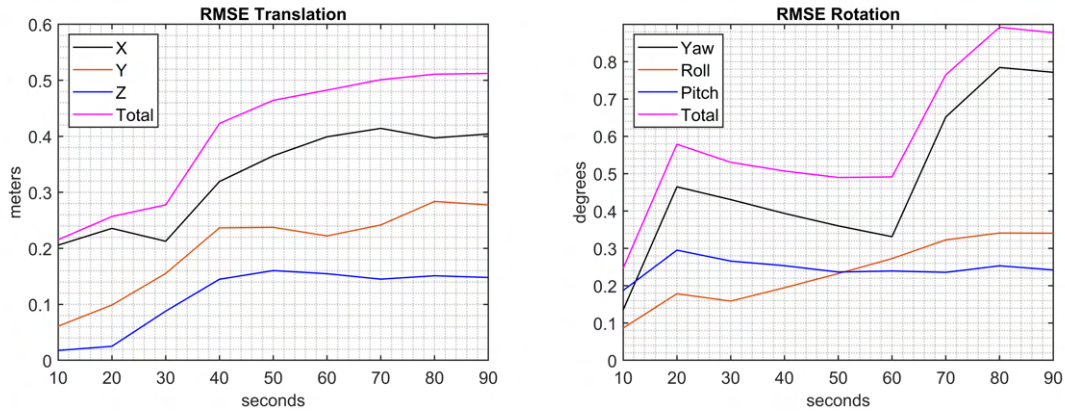 RMSE Translation
0.6
0.5
0.4
0.3
0.2
0.1
0
meters
X
Y
Z
Total
10 20 30 40 50 60 70 80 90
seconds
RMSE Rotation
0.8
0.7
0.6
0.5
0.4
0.3
0.2
0.1
0
degrees
Yaw
Roll
Pitch
Total
10 20 30 40 50 60 70 80 90
seconds